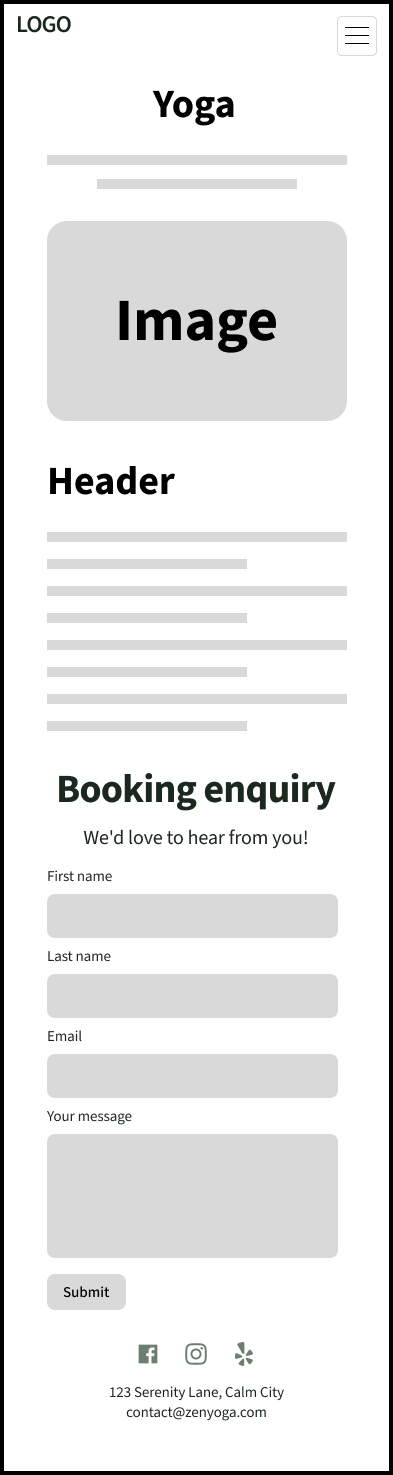 LOGO
Yoga
Image
Header
Booking enquiry
We'd love to hear from you!
First name
Last name
Email
Your message
Submit
123 Serenity Lane, Calm City
contact@zenyoga.com